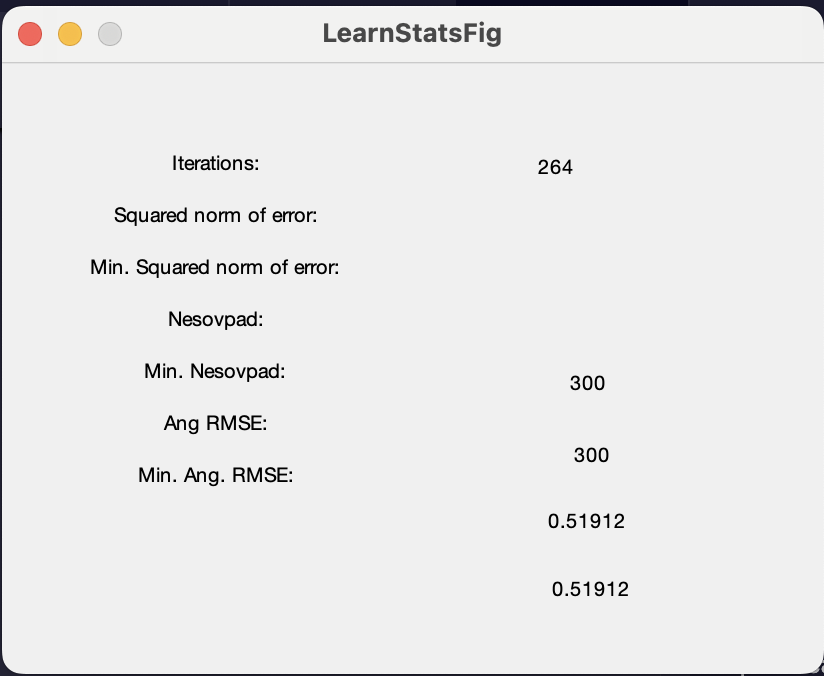 LearnStatsFig
Iterations:
264
Squared norm of error:
Min. Squared norm of error:
Nesovpad:
Min. Nesovpad:
300
Ang RMSE:
300
Min. Ang. RMSE:
0.51912
0.51912